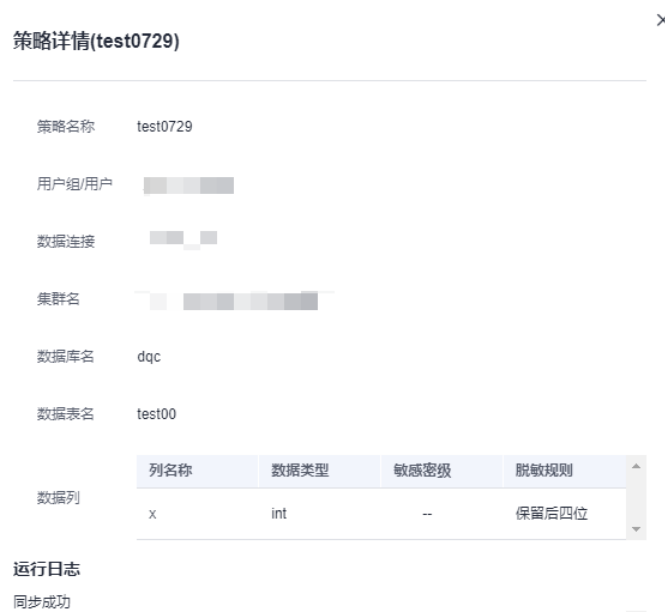 策略详情(test0729)
策略名称 test0729
用户组/用户
数据连接
集群名
数据库名 dqc
数据表名 test00
列名称 数据类型 敏感密级 脱敏规则
数据列
x int -- 保留后四位
运行日志
同步成功